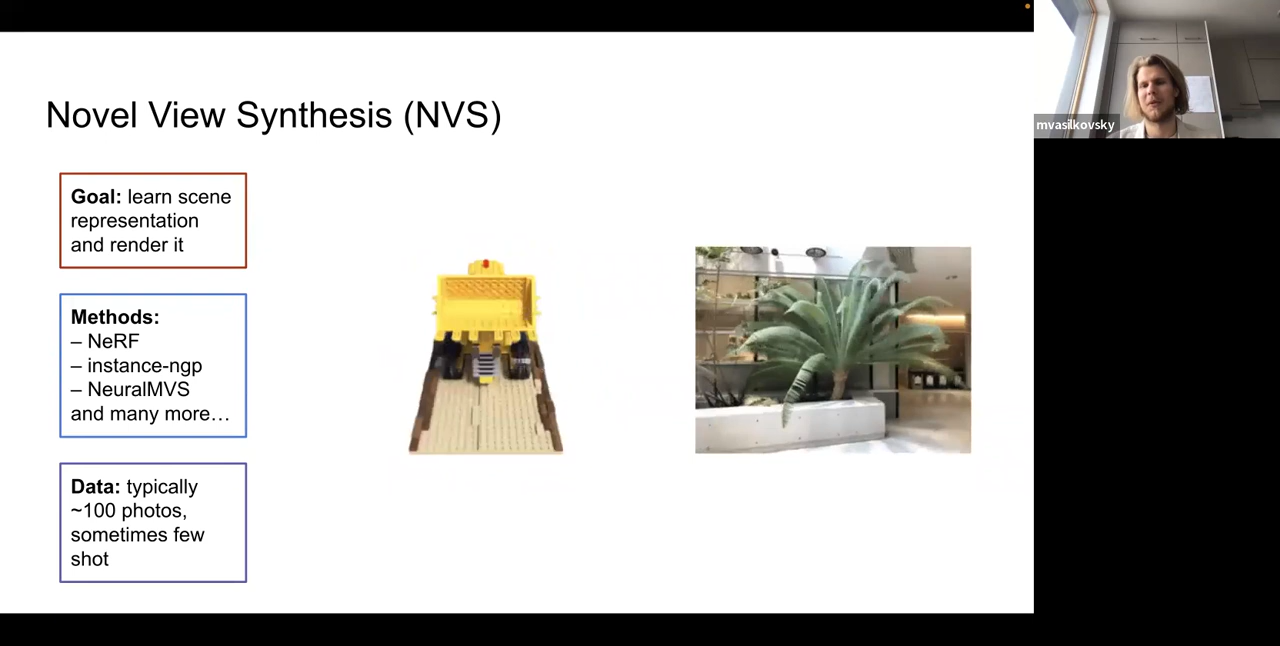 Novel View Synthesis (NVS)
Goal: learn scene
representation
and render it
Methods:
– NeRF
– instance-ngp
– NeuralMVS
and many more…
Data: typically
~100 photos,
sometimes few
shot
mvasilkovsky